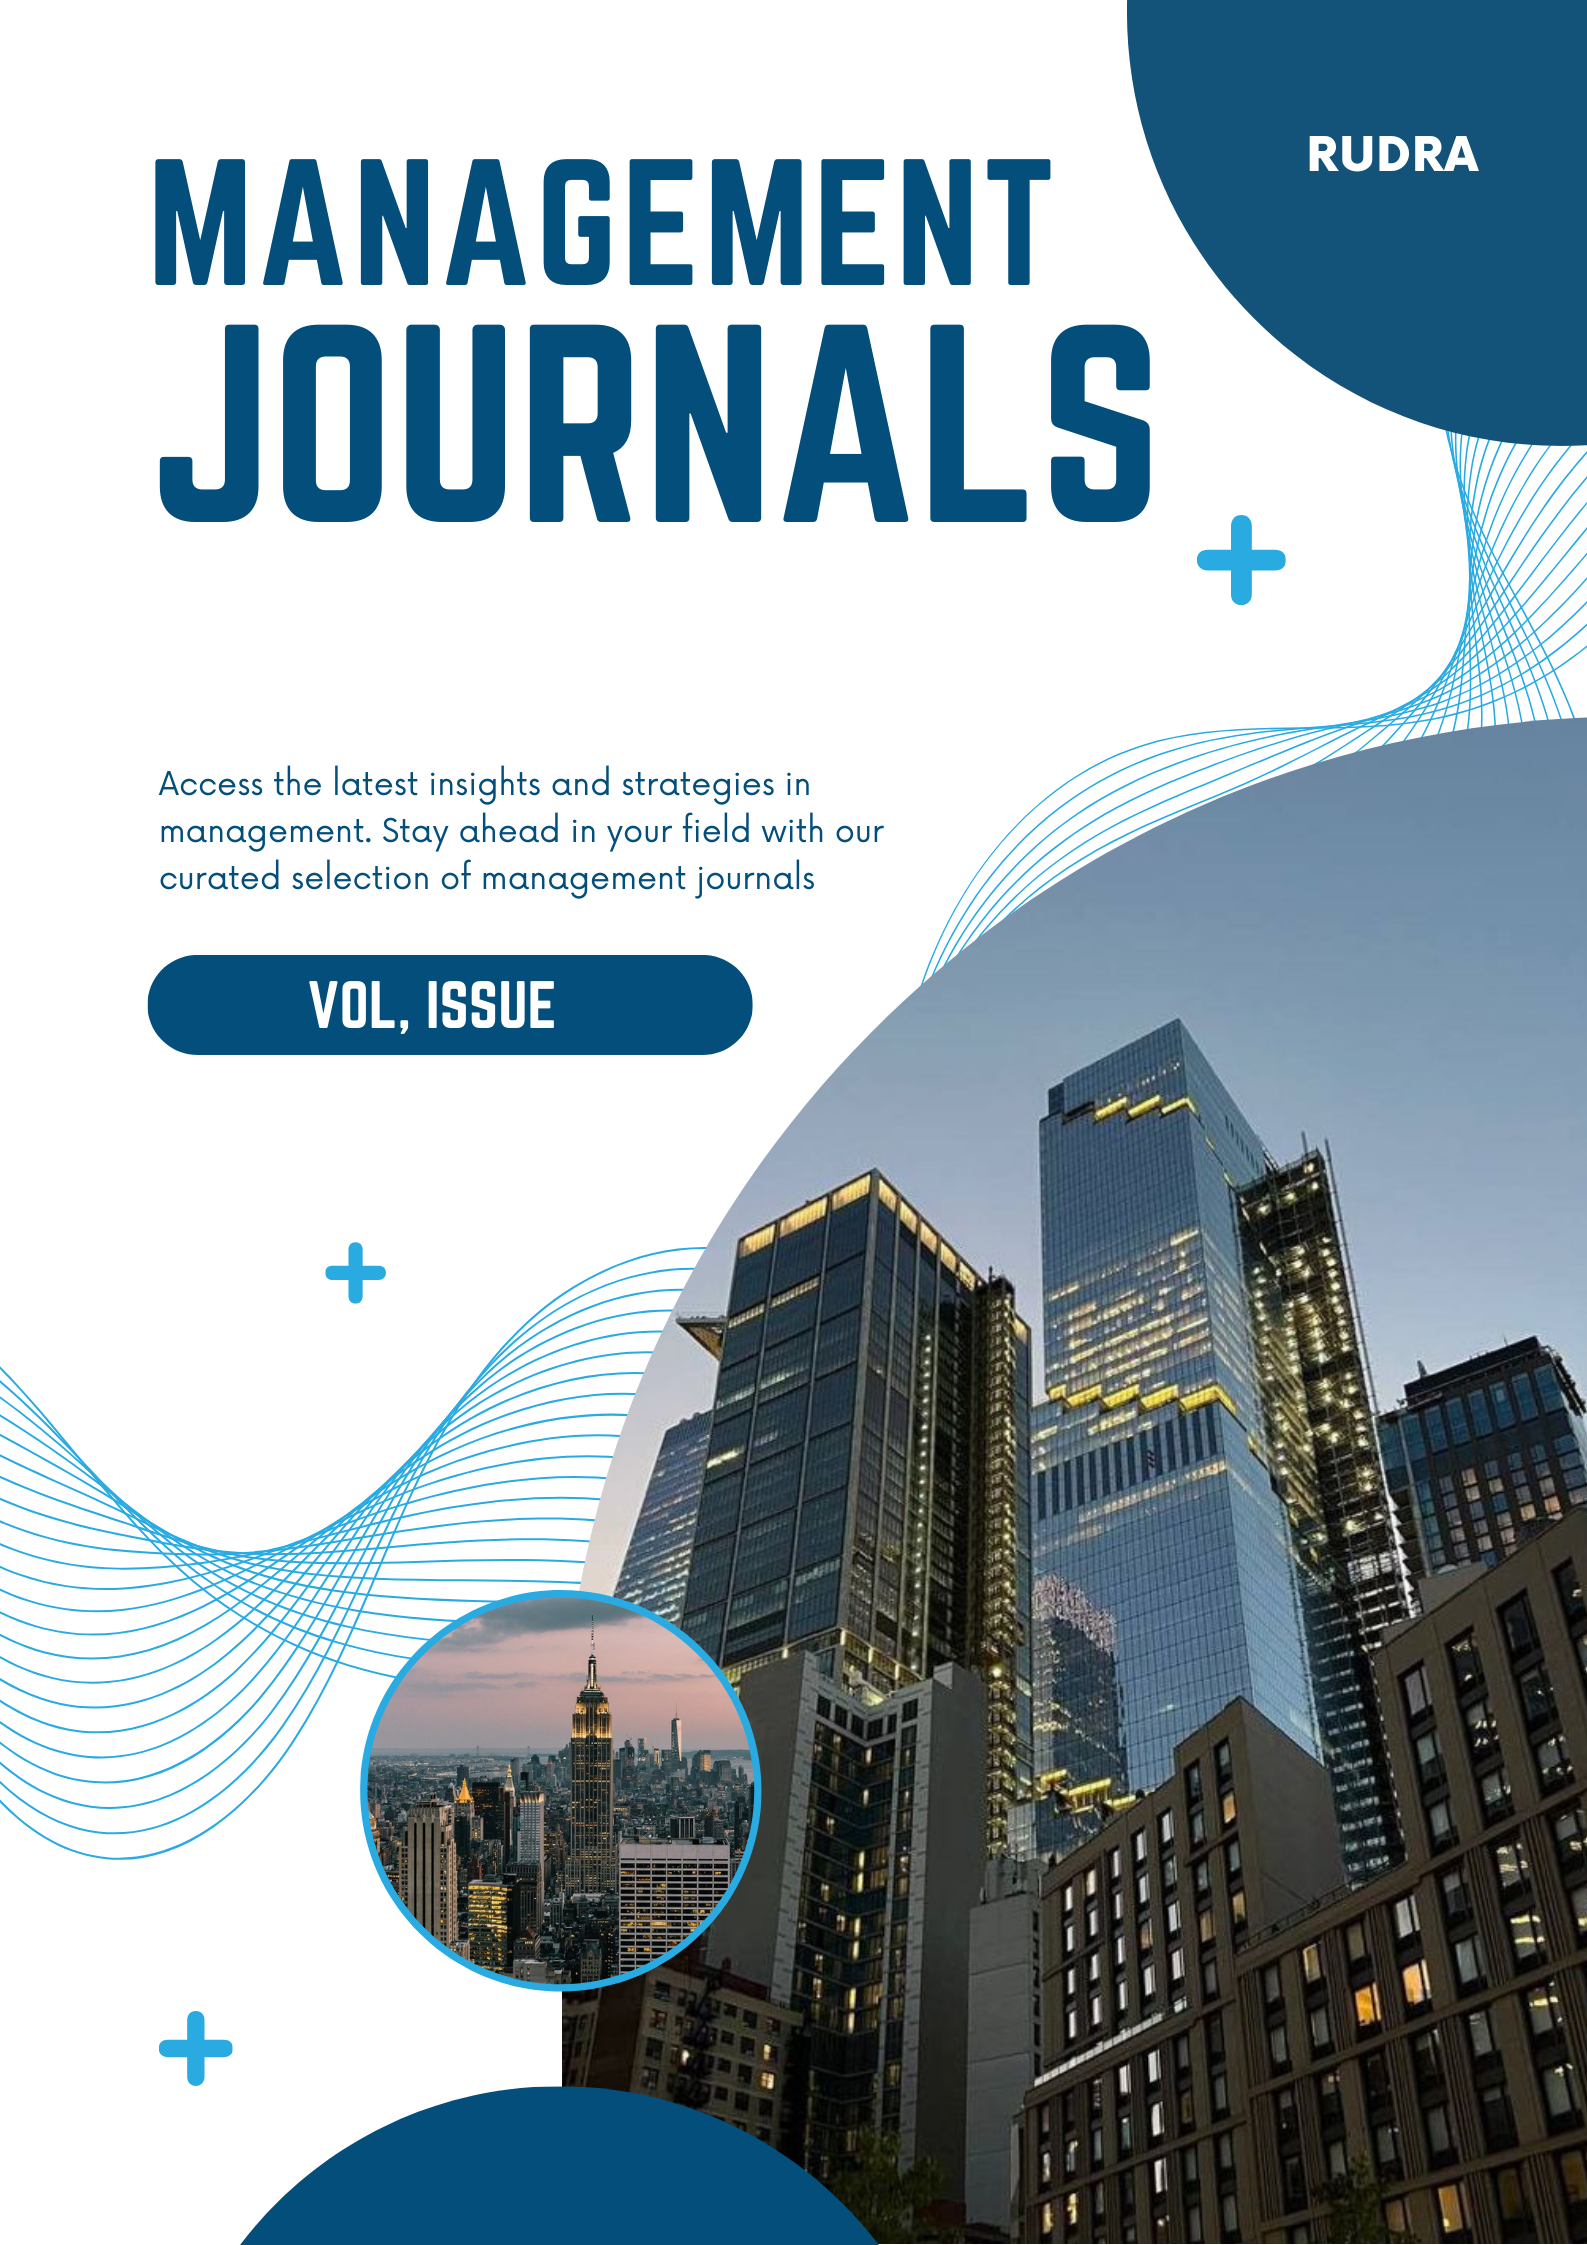 RUDRA
MANAGEMENT
JOURNALS
Access the latest insights and strategies in
management. Stay ahead in your field with our
curated selection of management journals
VOL, ISSUE